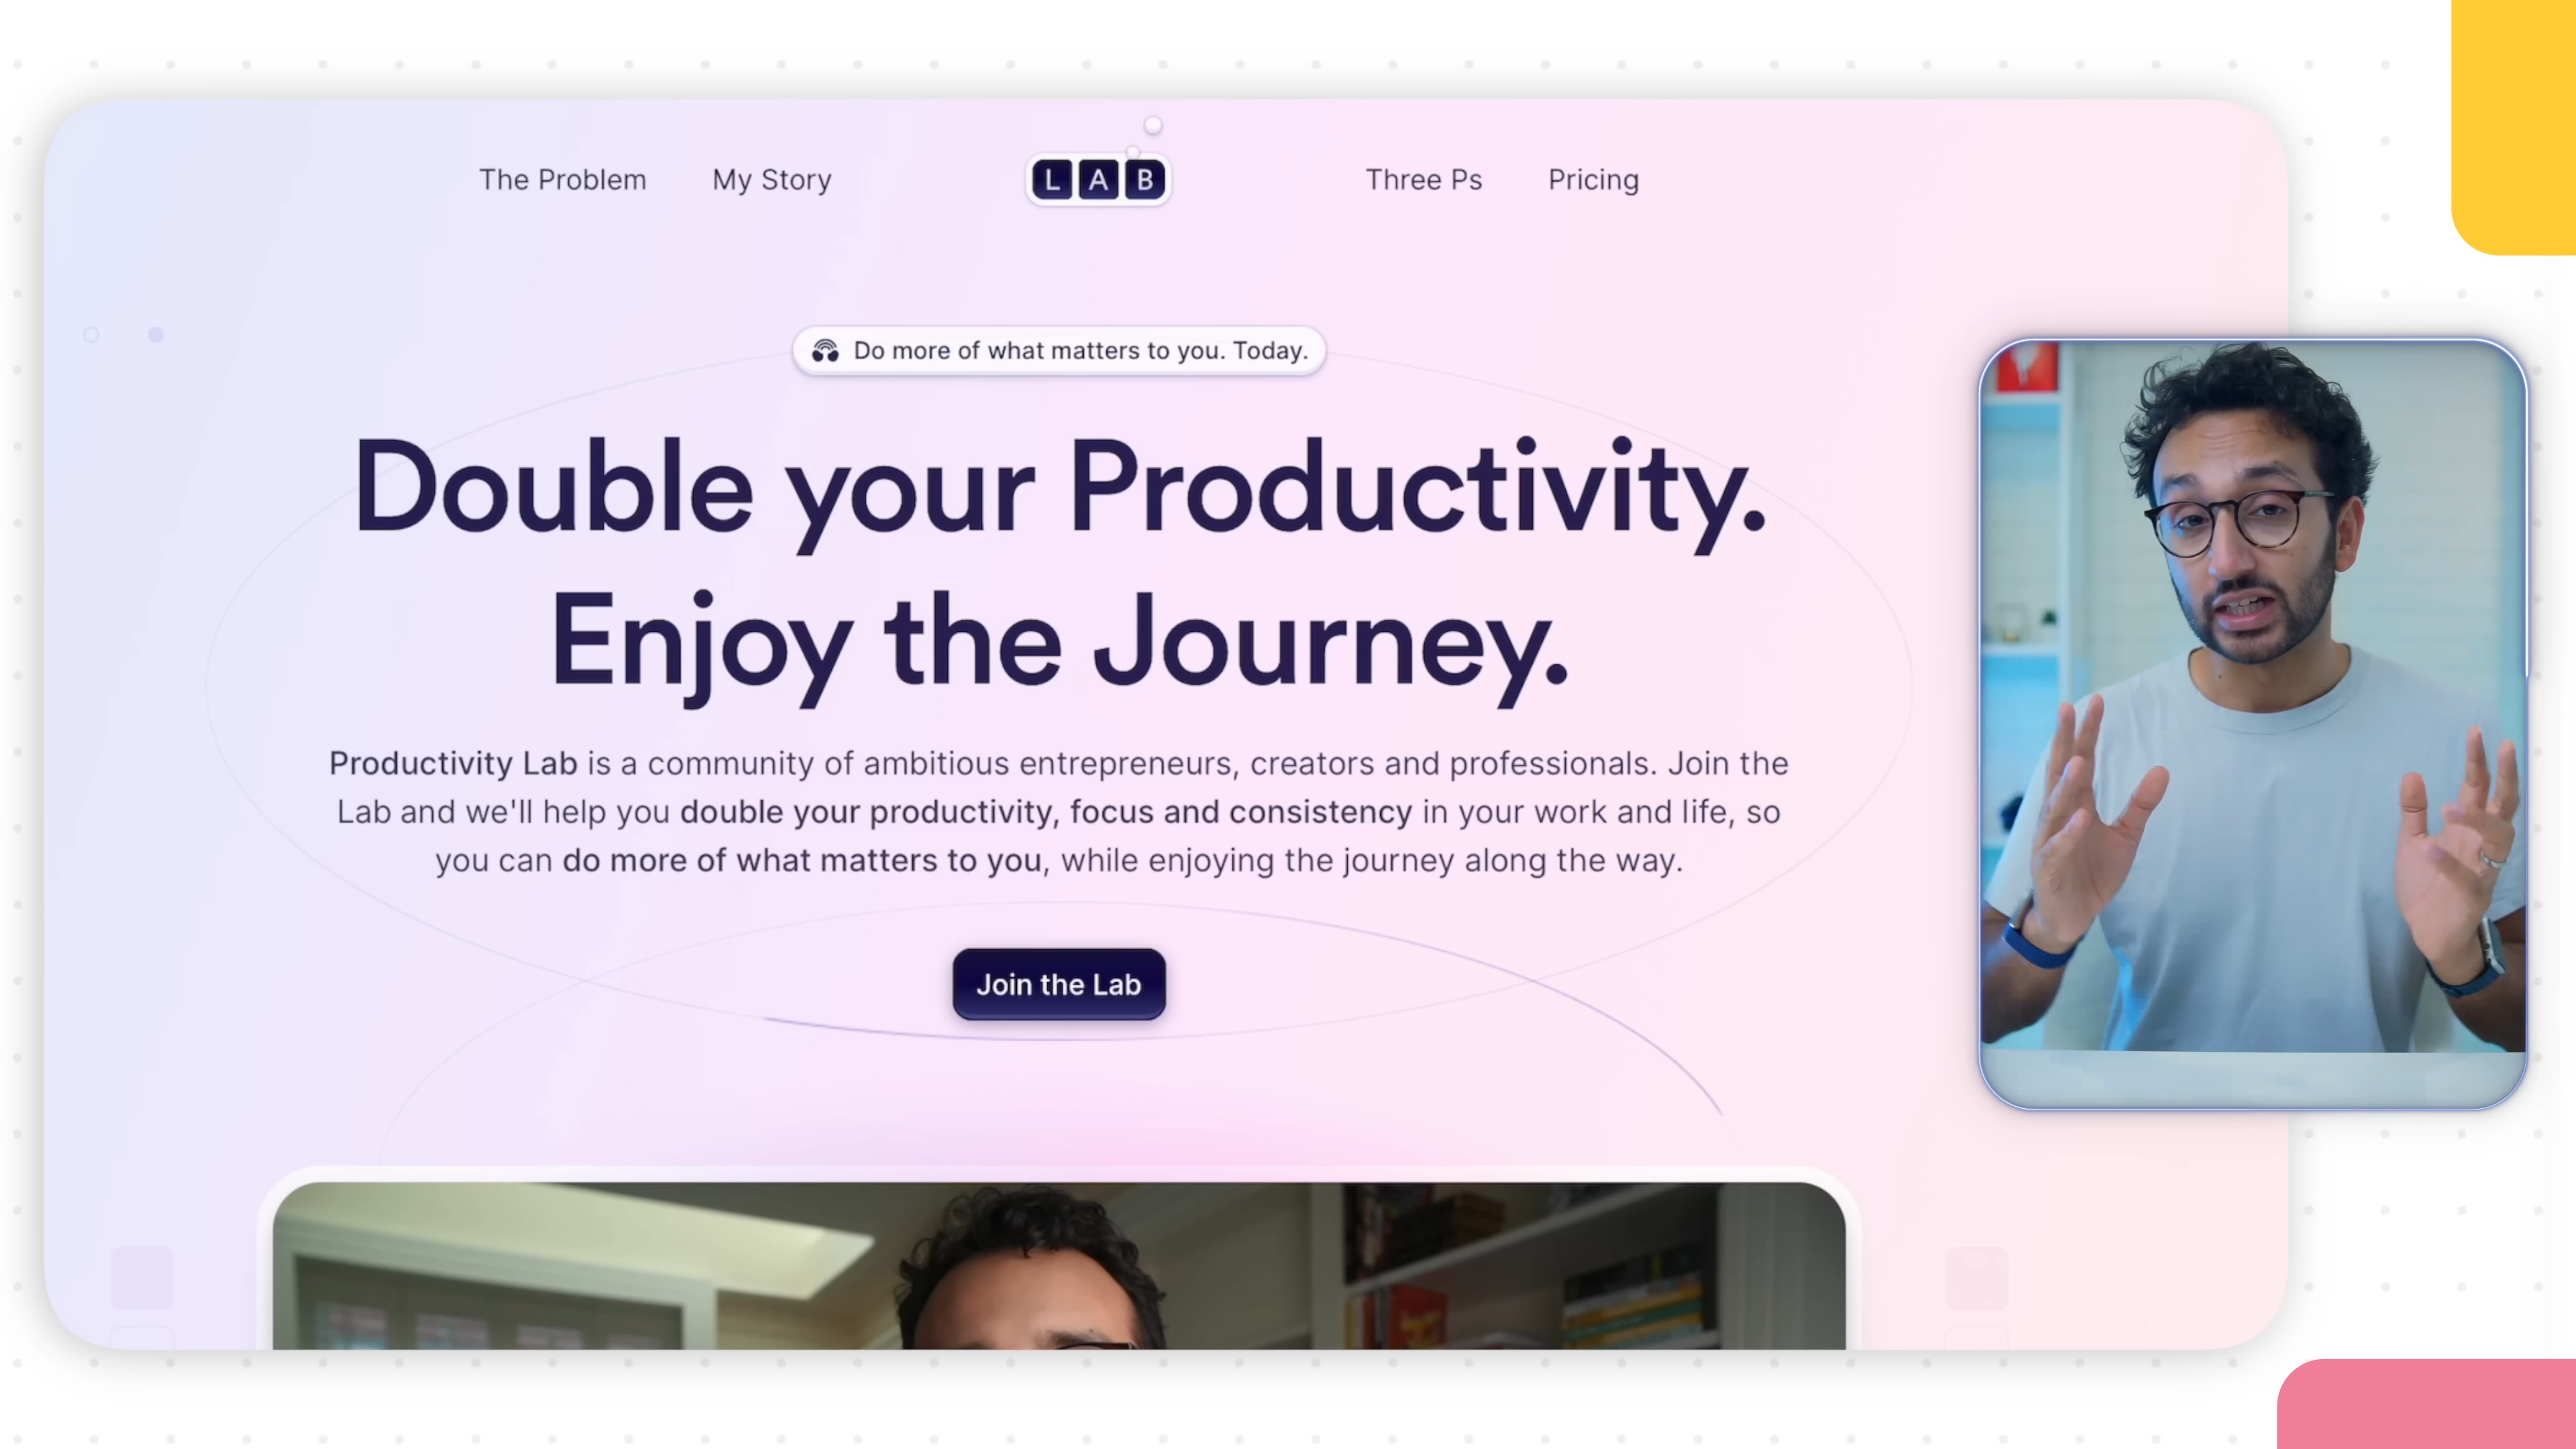 The Problem
My Story
LAB
Three Ps
Pricing
Do more of what matters to you. Today.
Double your Productivity.
Enjoy the Journey.
Productivity Lab is a community of ambitious entrepreneurs, creators and professionals. Join the
Lab and we'll help you double your productivity, focus and consistency in your work and life, so
you can do more of what matters to you, while enjoying the journey along the way.
Join the Lab